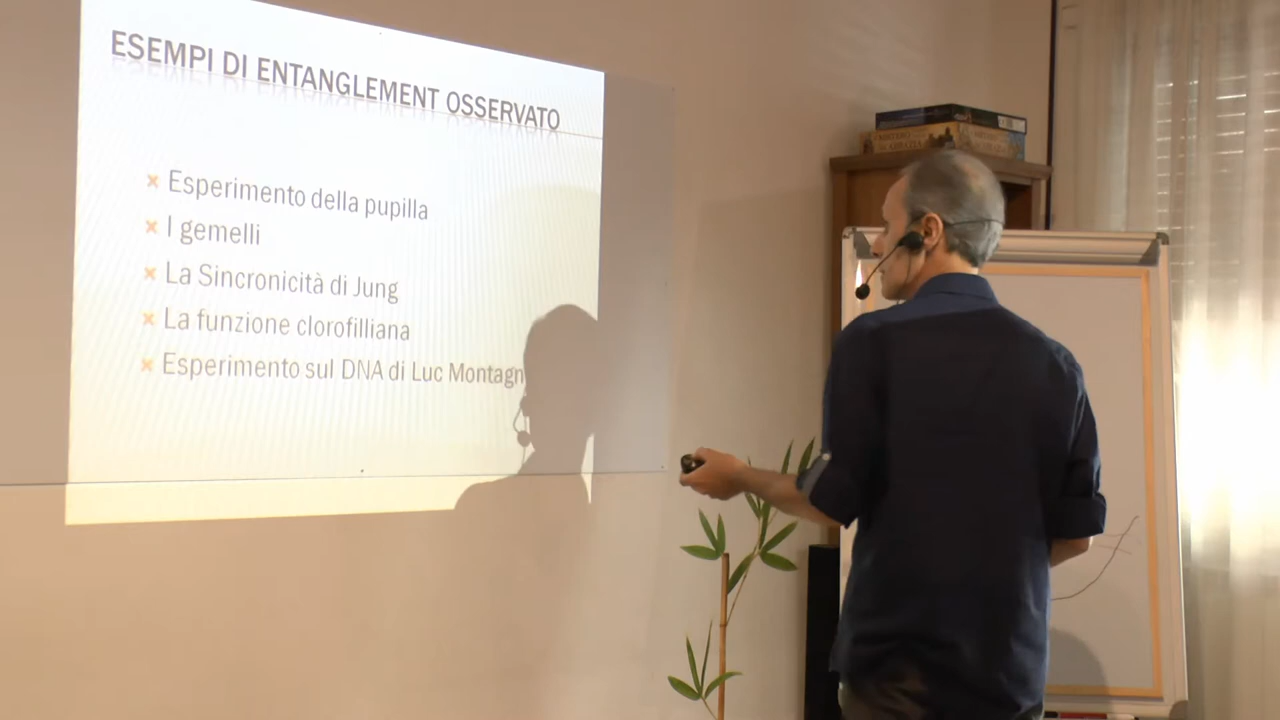 ESEMPI DI ENTANGLEMENT OSSERVATO
Esperimento della pupilla
I gemelli
La Sincronicità di Jung
La funzione clorofilliana
Esperimento sul DNA di Luc Montagn